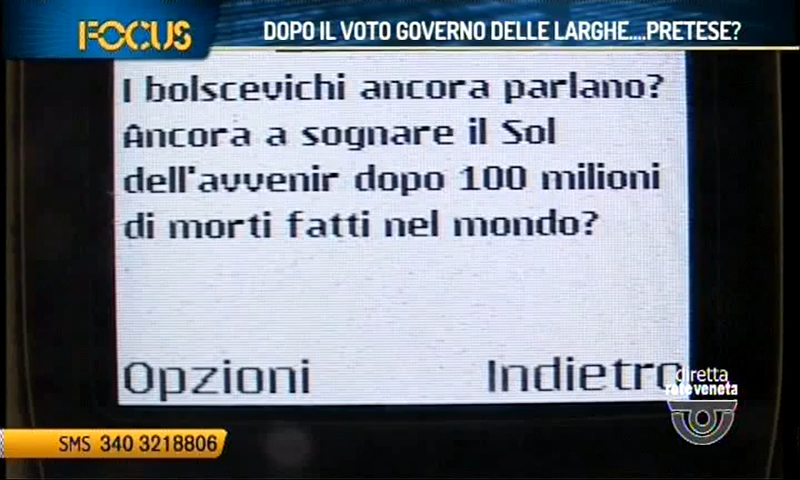 FOCUS
DOPO IL VOTO GOVERNO DELLE LARGHE....PRETESE?
I bolscevichi ancora parlano?
Ancora a sognare il Sol
dell'avvenir dopo 100 milioni
di morti fatti nel mondo?
Opzioni Indietro
diretta
reteveneta
SMS 340 3218806